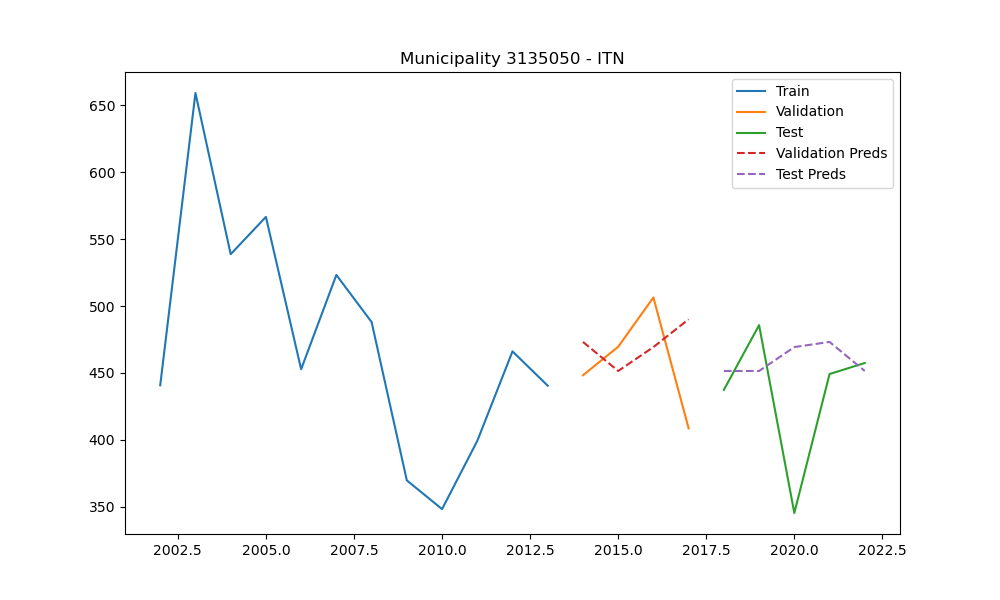 Municipality 3135050 - ITN
Train
Validation
Test
Validation Preds
Test Preds
650
600
550
500
450
400
350
2002.5 2005.0 2007.5 2010.0 2012.5 2015.0 2017.5 2020.0 2022.5